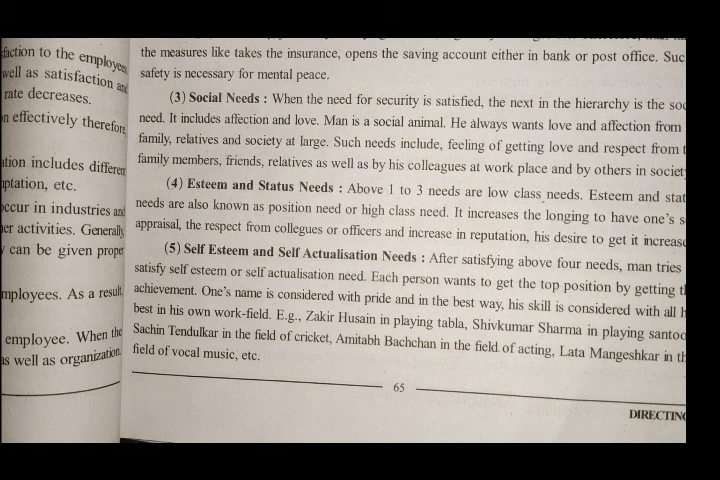 faction to the employees
well as satisfaction and
rate decreases.
n effectively therefore
ation includes different
ptation, etc.
occur in industries and
er activities. Generally,
y can be given proper
mployees. As a result,
employee. When the
as well as organization.
the measures like takes the insurance, opens the saving account either in bank or post office. Suc
safety is necessary for mental peace.
(3) Social Needs : When the need for security is satisfied, the next in the hierarchy is the soc
need. It includes affection and love. Man is a social animal. He always wants love and affection from
family, relatives and society at large. Such needs include, feeling of getting love and respect from t
family members, friends, relatives as well as by his colleagues at work place and by others in society
(4) Esteem and Status Needs : Above 1 to 3 needs are low class needs. Esteem and stat
needs are also known as position need or high class need. It increases the longing to have one's s
appraisal, the respect from collegues or officers and increase in reputation, his desire to get it increase
(5) Self Esteem and Self Actualisation Needs : After satisfying above four needs, man tries
satisfy self esteem or self actualisation need. Each person wants to get the top position by getting th
achievement. One's name is considered with pride and in the best way, his skill is considered with all h
best in his own work-field. E.g., Zakir Husain in playing tabla, Shivkumar Sharma in playing santoo
Sachin Tendulkar in the field of cricket, Amitabh Bachchan in the field of acting, Lata Mangeshkar in th
field of vocal music, etc.
65
DIRECTING